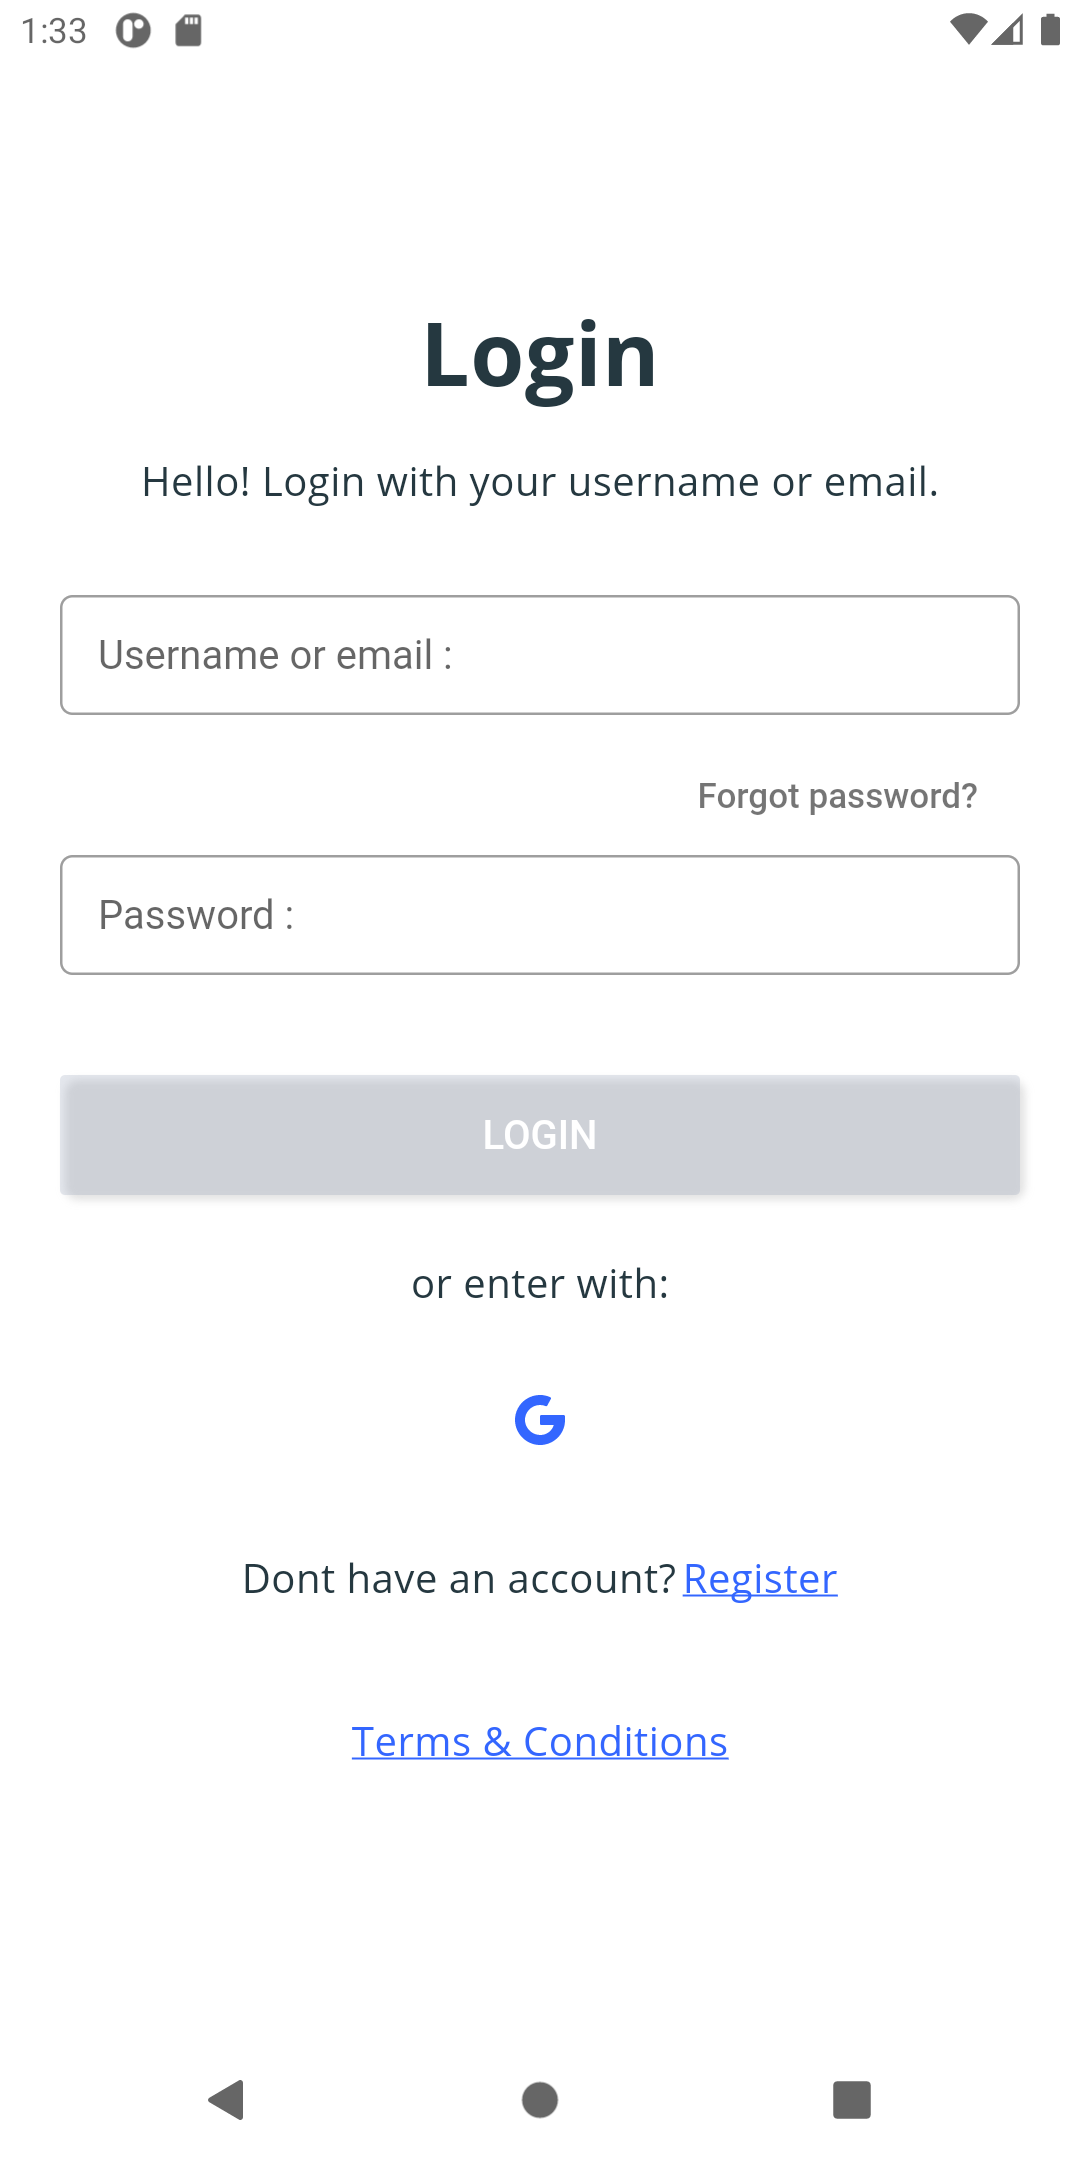 1:33
Login
Hello! Login with your username or email.
Username or email :
Forgot password?
Password :
LOGIN
or enter with:
Dont have an account? Register
Terms & Conditions